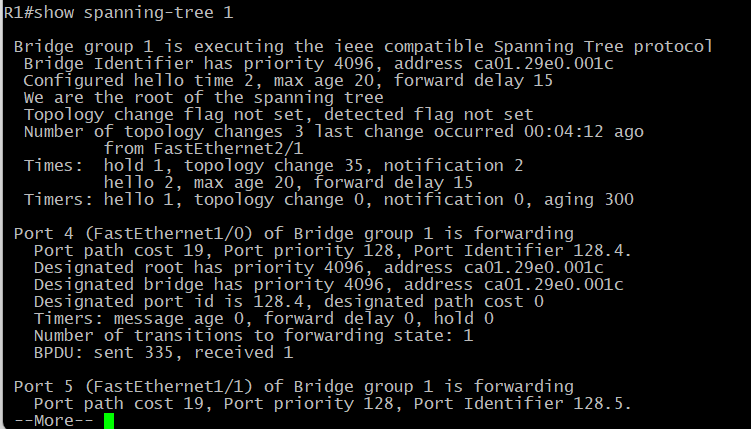 R1#show spanning-tree 1
Bridge group 1 is executing the ieee compatible Spanning Tree protocol
Bridge Identifier has priority 4096, address ca01.29e0.001c
Configured hello time 2, max age 20, forward delay 15
We are the root of the spanning tree
Topology change flag not set, detected flag not set
Number of topology changes 3 last change occurred 00:04:12 ago
from FastEthernet2/1
Times:  hold 1, topology change 35, notification 2
hello 2, max age 20, forward delay 15
Timers: hello 1, topology change 0, notification 0, aging 300
Port 4 (FastEthernet1/0) of Bridge group 1 is forwarding
Port path cost 19, Port priority 128, Port Identifier 128.4.
Designated root has priority 4096, address ca01.29e0.001c
Designated bridge has priority 4096, address ca01.29e0.001c
Designated port id is 128.4, designated path cost 0
Timers: message age 0, forward delay 0, hold 0
Number of transitions to forwarding state: 1
BPDU: sent 335, received 1
Port 5 (FastEthernet1/1) of Bridge group 1 is forwarding
Port path cost 19, Port priority 128, Port Identifier 128.5.
--More--